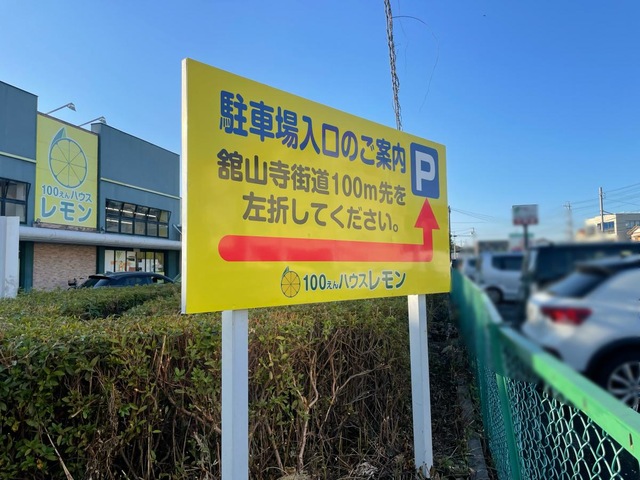 駐車場入口のご案内
P
舘山寺街道100m先を
左折してください。
100えんハウスレモン
100えんハウス
レモン